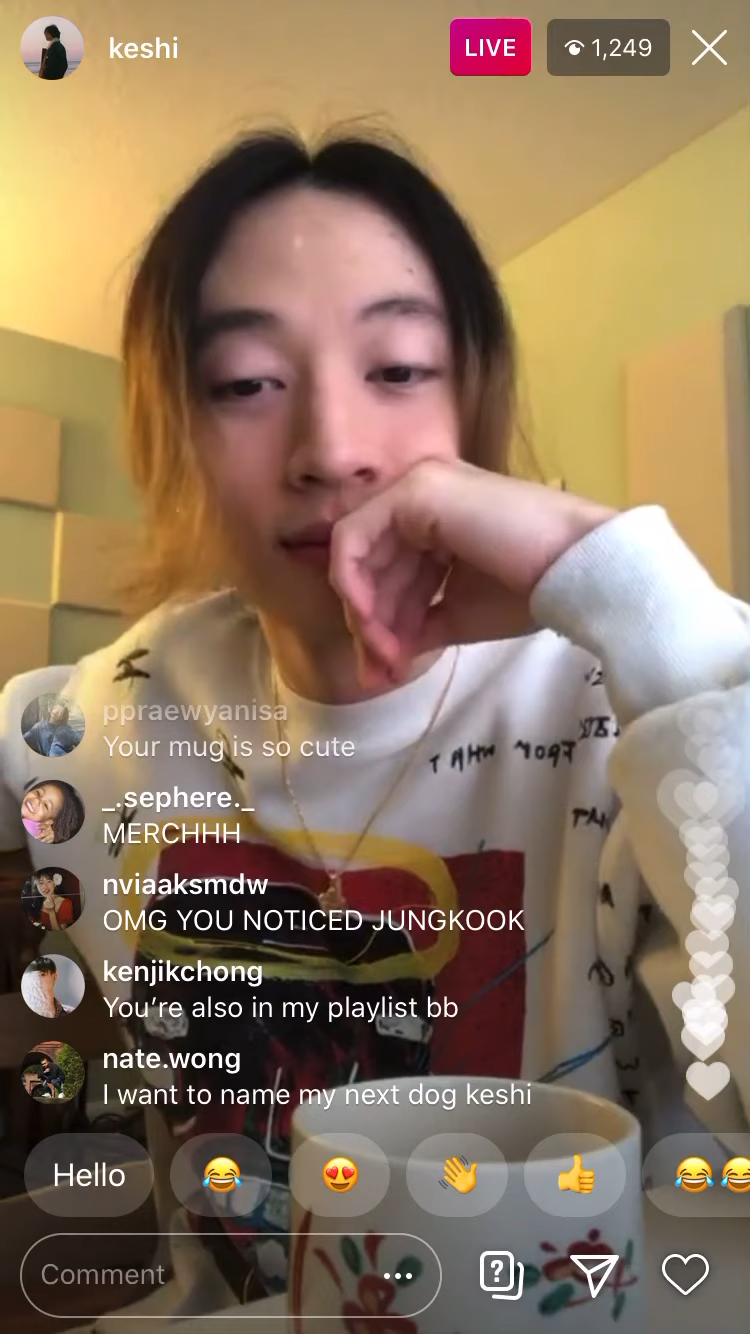 keshi
LIVE
1,249
ppraewyanisa
Your mug is so cute
_.sephere._
MERCHHH
nviaaksmdw
OMG YOU NOTICED JUNGKOOK
kenjikchong
You’re also in my playlist bb
nate.wong
I want to name my next dog keshi
Hello
Comment